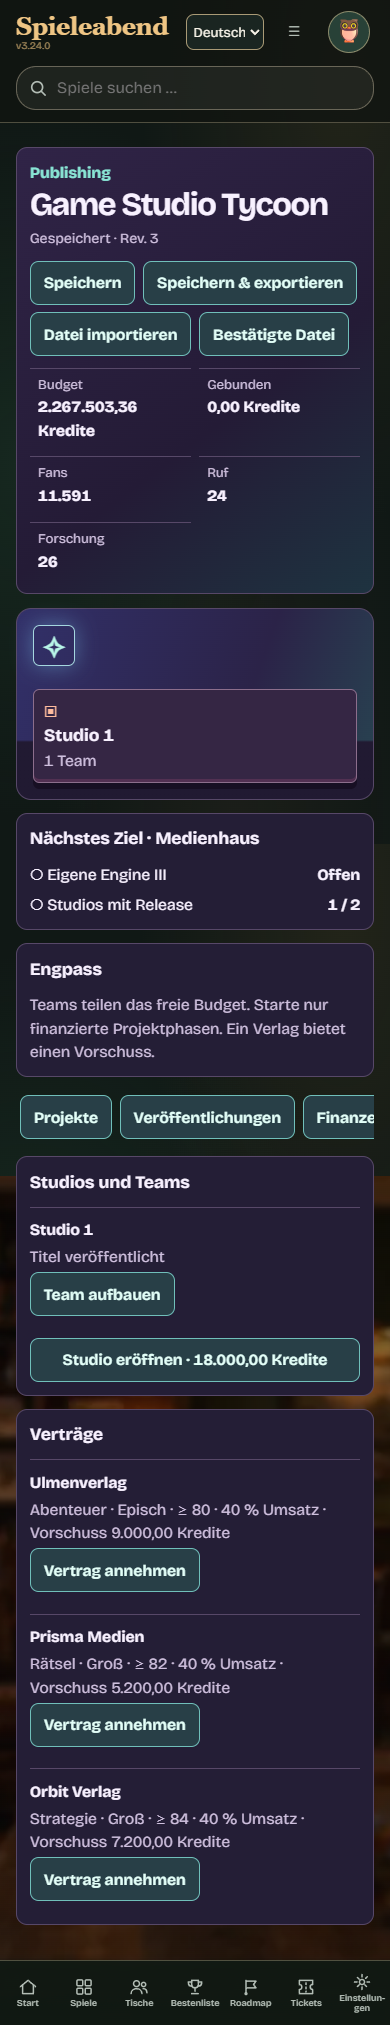 Spieleabend
v3.24.0
Deutsch
Spiele suchen ...
Publishing
Game Studio Tycoon
Gespeichert · Rev. 3
Speichern
Speichern & exportieren
Datei importieren
Bestätigte Datei
Budget
2.267.503,36
Kredite
Gebunden
0,00 Kredite
Fans
11.591
Ruf
24
Forschung
26
Studio 1
1 Team
Nächstes Ziel · Medienhaus
Eigene Engine III
Offen
Studios mit Release
1 / 2
Engpass
Teams teilen das freie Budget. Starte nur
finanzierte Projektphasen. Ein Verlag bietet
einen Vorschuss.
Projekte
Veröffentlichungen
Finanze
Studios und Teams
Studio 1
Titel veröffentlicht
Team aufbauen
Studio eröffnen · 18.000,00 Kredite
Verträge
Ulmenverlag
Abenteuer · Episch · ≥ 80 · 40 % Umsatz ·
Vorschuss 9.000,00 Kredite
Vertrag annehmen
Prisma Medien
Rätsel · Groß · ≥ 82 · 40 % Umsatz ·
Vorschuss 5.200,00 Kredite
Vertrag annehmen
Orbit Verlag
Strategie · Groß · ≥ 84 · 40 % Umsatz ·
Vorschuss 7.200,00 Kredite
Vertrag annehmen
Start
Spiele
Tische
Bestenliste
Roadmap
Tickets
Einstellun-
gen